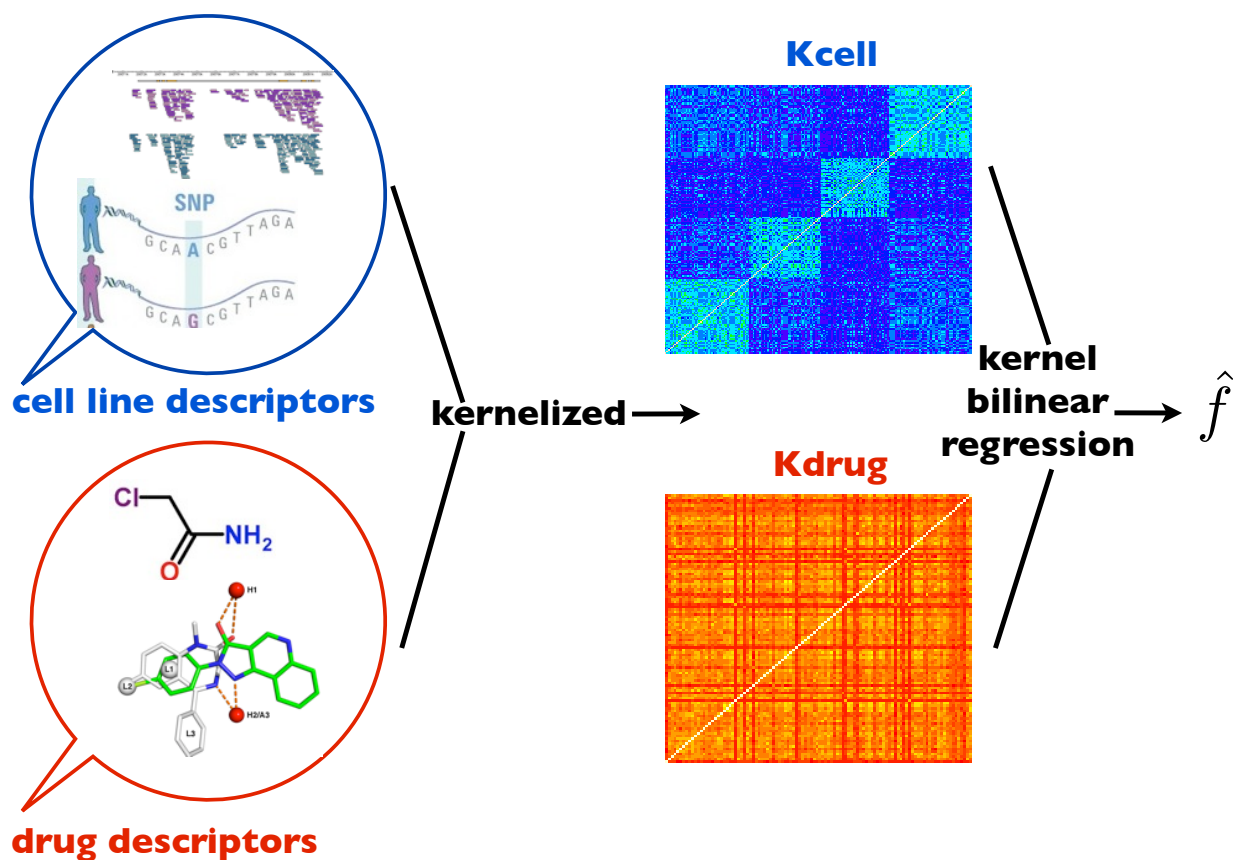 SNP
GCAACGTTAGA
GCAGCGTTAGA
cell line descriptors
Cl
NH2
O
H1
L1
L2
H2/A3
L3
drug descriptors
kernelized
Kcell
Kdrug
kernel
bilinear
regression
f̂